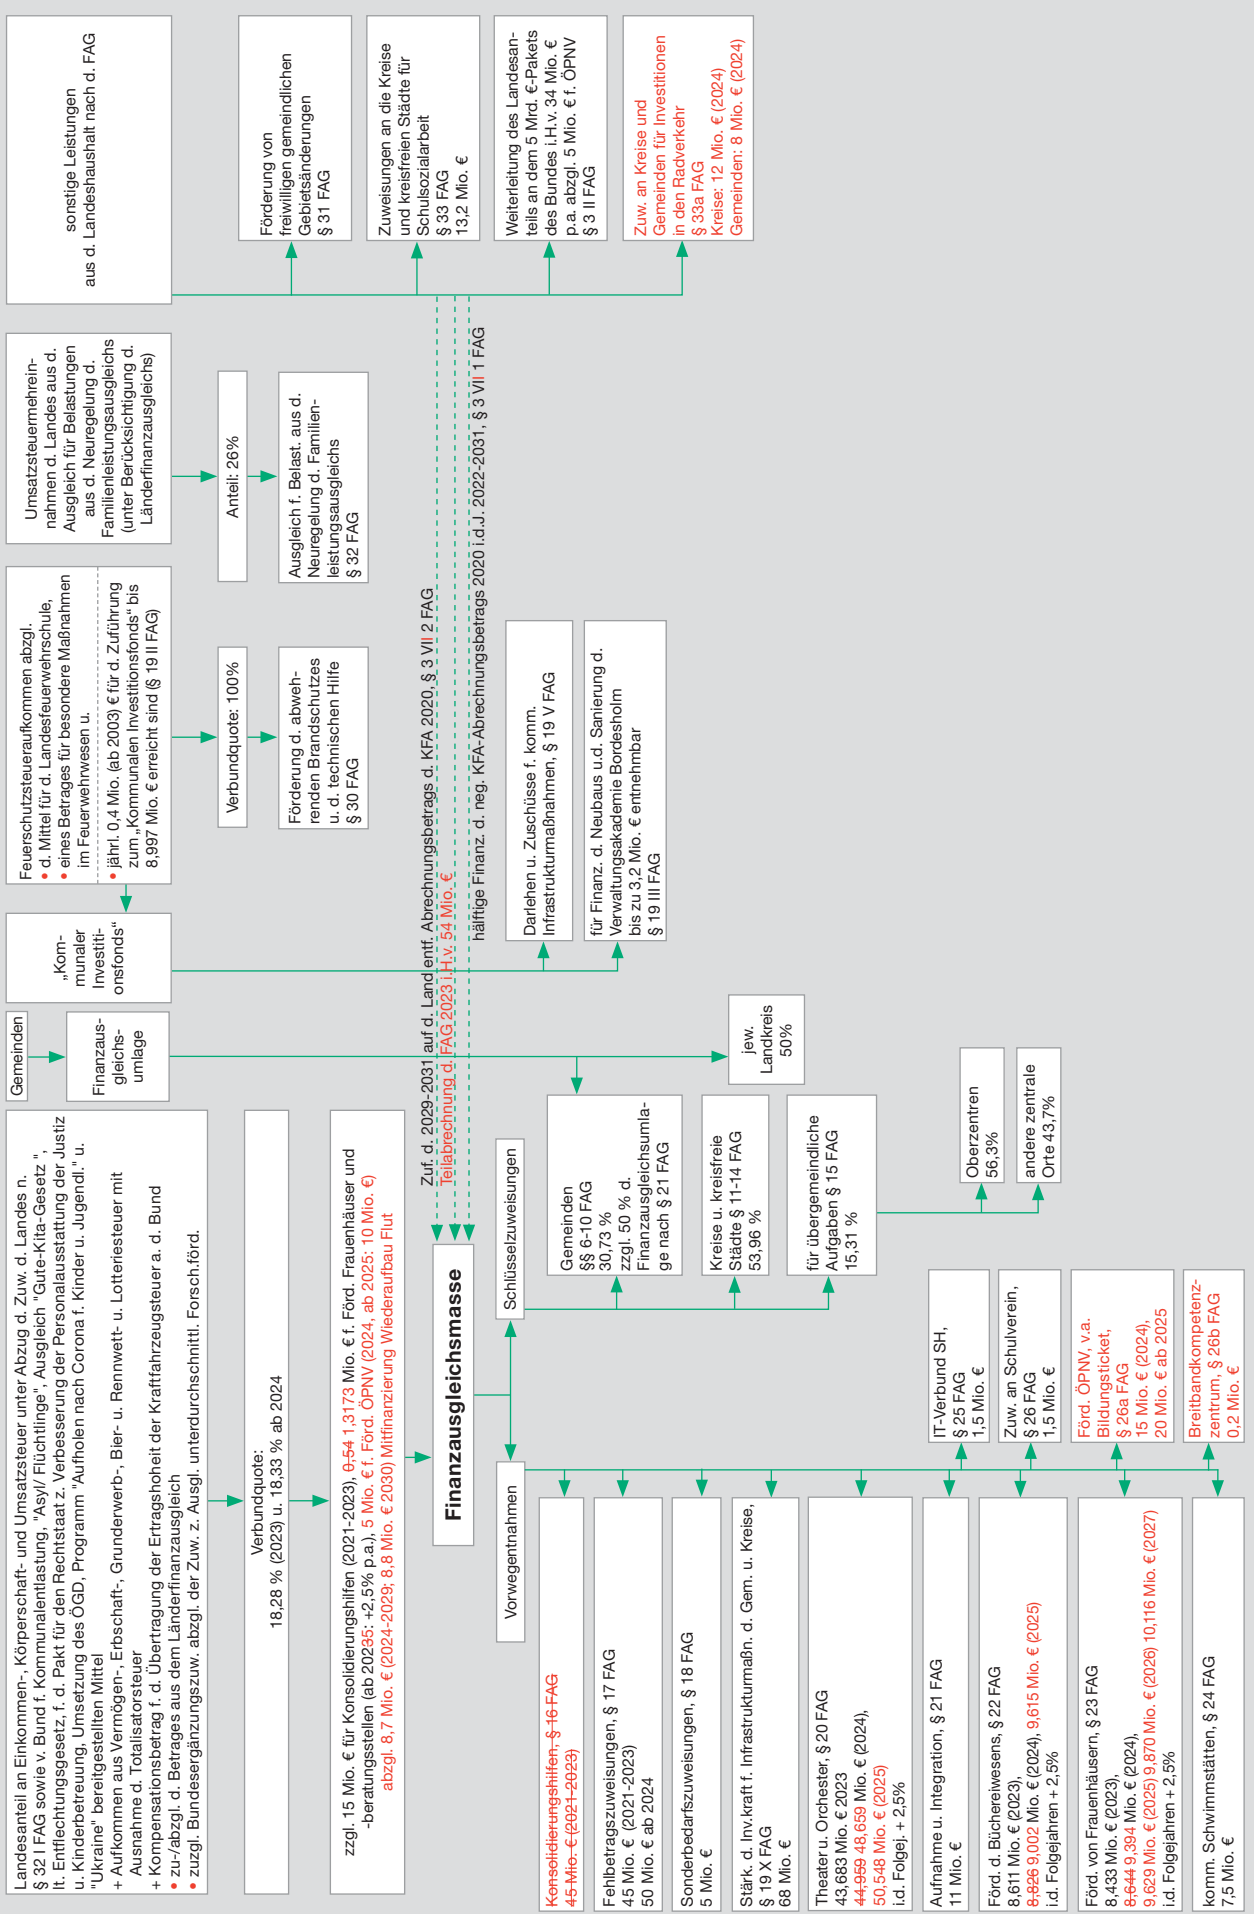 Landesanteil an Einkommen-, Körperschaft- und Umsatzsteuer unter Abzug d. Zuw. d. Landes n.
§ 32 I FAG sowie v. Bund f. Kommunalentlastung, "Asyl/ Flüchtlinge", Ausgleich "Gute-Kita-Gesetz ",
lt. Entflechtungsgesetz, f. d. Pakt für den Rechtstaat z. Verbesserung der Personalausstattung der Justiz
u. Kinderbetreuung, Umsetzung des ÖGD, Programm "Aufholen nach Corona f. Kinder u. Jugendl." u.
"Ukraine" bereitgestellten Mittel
+ Aufkommen aus Vermögen-, Erbschaft-, Grunderwerb-, Bier- u. Rennwett- u. Lotteriesteuer mit
Ausnahme d. Totalisatorsteuer
+ Kompensationsbetrag f. d. Übertragung der Ertragshoheit der Kraftfahrzeugsteuer a. d. Bund
• zu-/abzgl. d. Betrages aus dem Länderfinanzausgleich
• zuzgl. Bundesergänzungszuw. abzgl. der Zuw. z. Ausgl. unterdurchschnittl. Forsch.förd.
Gemeinden
Finanzaus-
gleichs-
umlage
„Kom-
munaler
Investiti-
onsfonds“
Feuerschutzsteueraufkommen abzgl.
• d. Mittel für d. Landesfeuerwehrschule,
• eines Betrages für besondere Maßnahmen
im Feuerwehrwesen u.
• jährl. 0,4 Mio. (ab 2003) € für d. Zuführung
zum „Kommunalen Investitionsfonds“ bis
8,997 Mio. € erreicht sind (§ 19 II FAG)
Umsatzsteuermehrein-
nahmen d. Landes aus d.
Ausgleich für Belastungen
aus d. Neuregelung d.
Familienleistungsausgleichs
(unter Berücksichtigung d.
Länderfinanzausgleichs)
sonstige Leistungen
aus d. Landeshaushalt nach d. FAG
Verbundquote:
18,28 % (2023) u. 18,33 % ab 2024
Verbundquote: 100%
Förderung d. abweh-
renden Brandschutzes
u. d. technischen Hilfe
§ 30 FAG
Anteil: 26%
Ausgleich f. Belast. aus d.
Neuregelung d. Familien-
leistungsausgleichs
§ 32 FAG
Förderung von
freiwilligen gemeindlichen
Gebietsänderungen
§ 31 FAG
Zuweisungen an die Kreise
und kreisfreien Städte für
Schulsozialarbeit
§ 33 FAG
13,2 Mio. €
Weiterleitung des Landesan-
teils an dem 5 Mrd. €-Pakets
des Bundes i.H.v. 34 Mio. €
p.a. abzgl. 5 Mio. € f. ÖPNV
§ 3 II FAG
Zuw. an Kreise und
Gemeinden für Investitionen
in den Radverkehr
§ 33a FAG
Kreise: 12 Mio. € (2024)
Gemeinden: 8 Mio. € (2024)
zzgl. 15 Mio. € für Konsolidierungshilfen (2021-2023), 0,54 1,3173 Mio. € f. Förd. Frauenhäuser und
-beratungsstellen (ab 20235: +2,5% p.a.), 5 Mio. € f. Förd. ÖPNV (2024, ab 2025: 10 Mio. €)
abzgl. 8,7 Mio. € (2024-2029; 8,8 Mio. € 2030) Mitfinanzierung Wiederaufbau Flut
Zuf. d. 2029-2031 auf d. Land entf. Abrechnungsbetrag d. KFA 2020, § 3 VII 2 FAG
Teilabrechnung d. FAG 2023 i.H.v. 54 Mio. €
hälftige Finanz. d. neg. KFA-Abrechnungsbetrags 2020 i.d.J. 2022-2031, § 3 VII 1 FAG
Finanzausgleichsmasse
Darlehen u. Zuschüsse f. komm.
Infrastrukturmaßnahmen, § 19 V FAG
für Finanz. d. Neubaus u.d. Sanierung d.
Verwaltungsakademie Bordesholm
bis zu 3,2 Mio. € entnehmbar
§ 19 III FAG
jew.
Landkreis
50%
Vorwegentnahmen
Schlüsselzuweisungen
Gemeinden
§§ 6-10 FAG
30,73 %
zzgl. 50 % d.
Finanzausgleichsumla-
ge nach § 21 FAG
Kreise u. kreisfreie
Städte § 11-14 FAG
53,96 %
für übergemeindliche
Aufgaben § 15 FAG
15,31 %
Oberzentren
56,3%
andere zentrale
Orte 43,7%
Konsolidierungshilfen, § 16 FAG
45 Mio. € (2021-2023)
Fehlbetragszuweisungen, § 17 FAG
45 Mio. € (2021-2023)
50 Mio. € ab 2024
Sonderbedarfszuweisungen, § 18 FAG
5 Mio. €
Stärk. d. Inv.kraft f. Infrastrukturmaßn. d. Gem. u. Kreise,
§ 19 X FAG
68 Mio. €
Theater u. Orchester, § 20 FAG
43,683 Mio. € 2023
44,959 48,659 Mio. € (2024),
50,548 Mio. € (2025)
i.d. Folgej. + 2,5%
Aufnahme u. Integration, § 21 FAG
11 Mio. €
Förd. d. Büchereiwesens, § 22 FAG
8,611 Mio. € (2023),
8,826 9,002 Mio. € (2024), 9,615 Mio. € (2025)
i.d. Folgejahren + 2,5%
Förd. von Frauenhäusern, § 23 FAG
8,433 Mio. € (2023),
8,644 9,394 Mio. € (2024),
9,629 Mio. € (2025) 9,870 Mio. € (2026) 10,116 Mio. € (2027)
i.d. Folgejahren + 2,5%
komm. Schwimmstätten, § 24 FAG
7,5 Mio. €
IT-Verbund SH,
§ 25 FAG
1,5 Mio. €
Zuw. an Schulverein,
§ 26 FAG
1,5 Mio. €
Förd. ÖPNV, v.a.
Bildungsticket,
§ 26a FAG
15 Mio. € (2024),
20 Mio. € ab 2025
Breitbandkompetenz-
zentrum, § 26b FAG
0,2 Mio. €